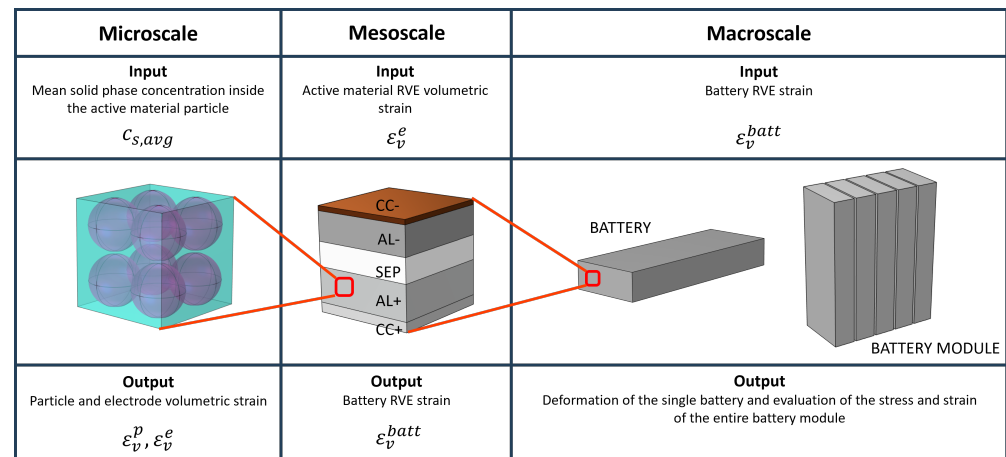 Microscale
Mesoscale
Macroscale
Input
Mean solid phase concentration inside
the active material particle
c_{s,avg}
Input
Active material RVE volumetric
strain
ε_v^e
Input
Battery RVE strain
ε_v^{batt}
CC-
AL-
SEP
AL+
CC+
BATTERY
BATTERY MODULE
Output
Particle and electrode volumetric strain
ε_v^p, ε_v^e
Output
Battery RVE strain
ε_v^{batt}
Output
Deformation of the single battery and evaluation of the stress and strain
of the entire battery module